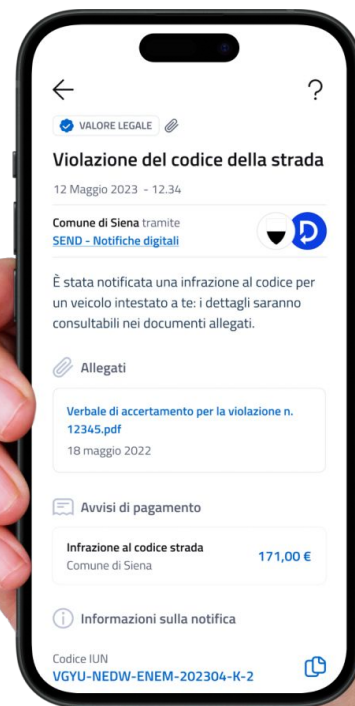 VALORE LEGALE
Violazione del codice della strada
12 Maggio 2023 - 12.34
Comune di Siena tramite
SEND - Notifiche digitali
È stata notificata una infrazione al codice per
un veicolo intestato a te: i dettagli saranno
consultabili nei documenti allegati.
Allegati
Verbale di accertamento per la violazione n.
12345.pdf
18 maggio 2022
Avvisi di pagamento
Infrazione al codice strada
171,00 €
Comune di Siena
Informazioni sulla notifica
Codice IUN
VGYU-NEDW-ENEM-202304-K-2